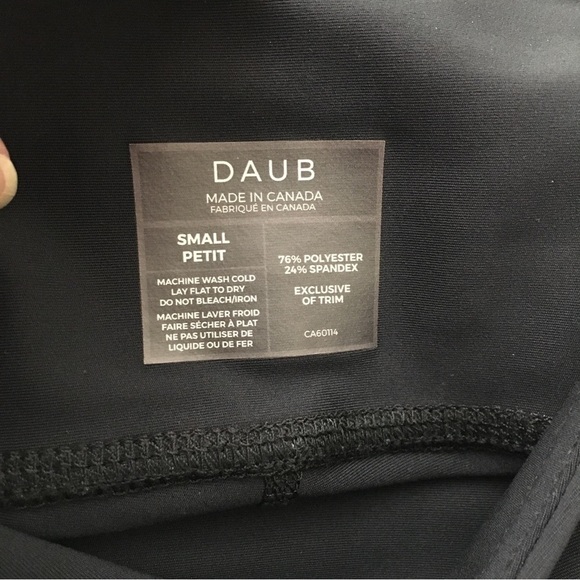 DAUB
MADE IN CANADA
FABRIQUÉ EN CANADA
SMALL
PETIT
MACHINE WASH COLD
LAY FLAT TO DRY
DO NOT BLEACH/IRON
MACHINE LAVER FROID
FAIRE SÉCHER À PLAT
NE PAS UTILISER DE
LIQUIDE OU DE FER
76% POLYESTER
24% SPANDEX
EXCLUSIVE
OF TRIM
CA60114